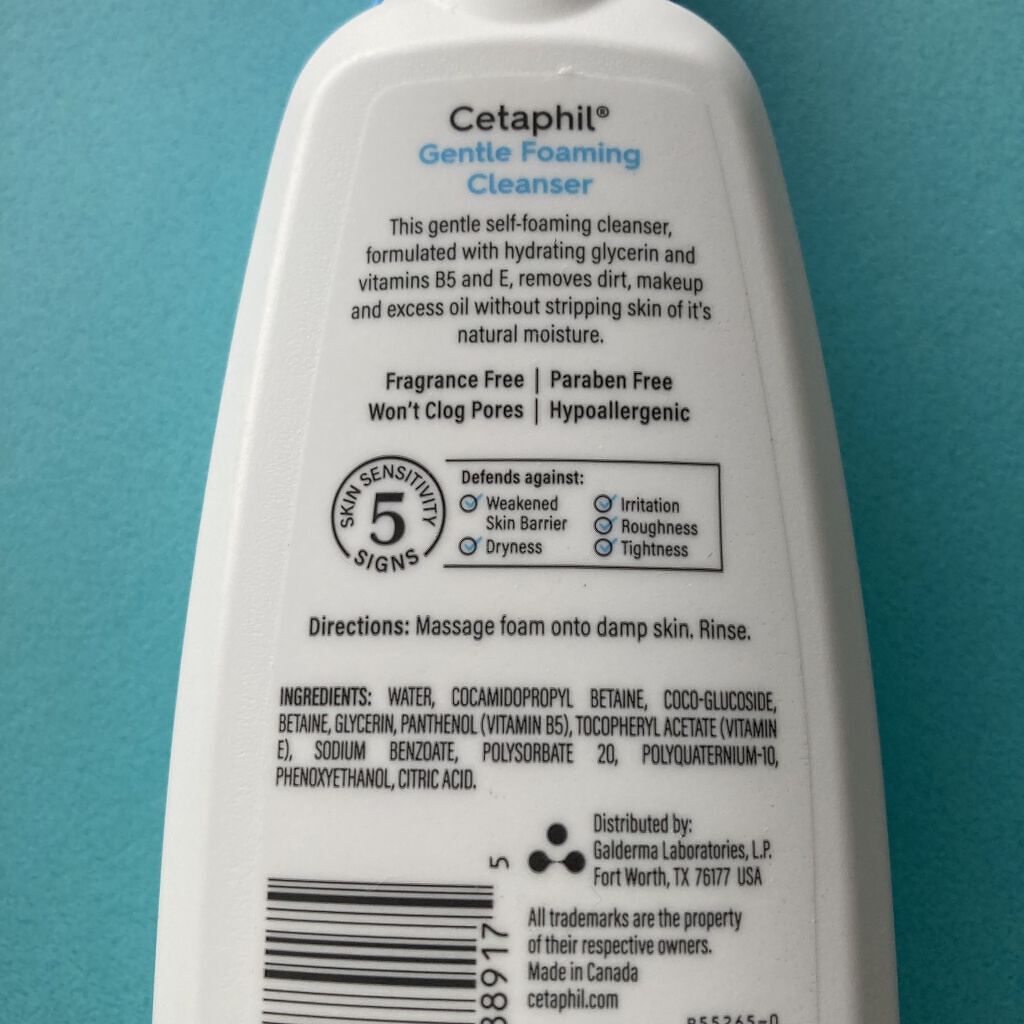 Cetaphil®
Gentle Foaming
Cleanser
This gentle self-foaming cleanser,
formulated with hydrating glycerin and
vitamins B5 and E, removes dirt, makeup
and excess oil without stripping skin of it's
natural moisture.
Fragrance Free | Paraben Free
Won't Clog Pores | Hypoallergenic
SKIN SENSITIVITY
5
SIGNS
Defends against:
Weakened
Skin Barrier
Dryness
Irritation
Roughness
Tightness
Directions: Massage foam onto damp skin. Rinse.
INGREDIENTS: WATER, COCAMIDOPROPYL BETAINE, COCO-GLUCOSIDE,
BETAINE, GLYCERIN, PANTHENOL (VITAMIN B5), TOCOPHERYL ACETATE (VITAMIN
E), SODIUM BENZOATE, POLYSORBATE 20, POLYQUATERNIUM-10,
PHENOXYETHANOL, CITRIC ACID.
Distributed by:
Galderma Laboratories, L.P.
Fort Worth, TX 76177 USA
All trademarks are the property
of their respective owners.
Made in Canada
cetaphil.com
P55265-0
38917 5